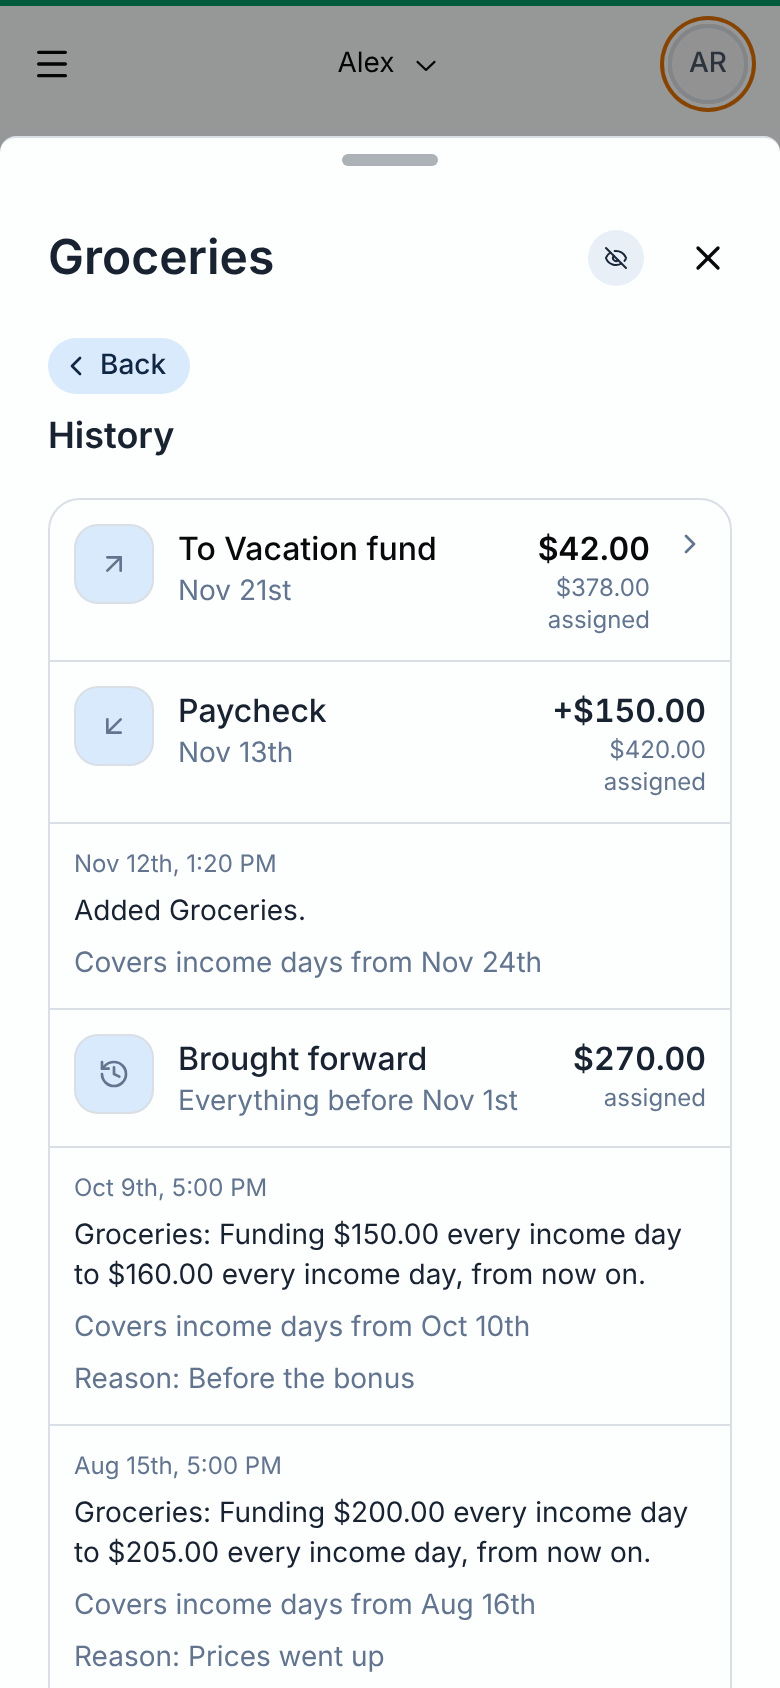 Alex
AR
Groceries
Back
History
To Vacation fund
$42.00
Nov 21st
$378.00
assigned
Paycheck
+$150.00
Nov 13th
$420.00
assigned
Nov 12th, 1:20 PM
Added Groceries.
Covers income days from Nov 24th
Brought forward
$270.00
Everything before Nov 1st
assigned
Oct 9th, 5:00 PM
Groceries: Funding $150.00 every income day
to $160.00 every income day, from now on.
Covers income days from Oct 10th
Reason: Before the bonus
Aug 15th, 5:00 PM
Groceries: Funding $200.00 every income day
to $205.00 every income day, from now on.
Covers income days from Aug 16th
Reason: Prices went up